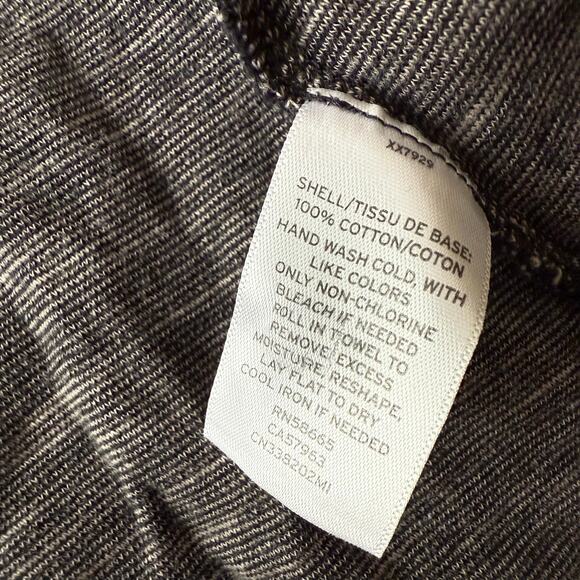 XX7929
SHELL/TISSU DE BASE:
100% COTTON/COTON
HAND WASH COLD, WITH
LIKE COLORS,
ONLY NON-CHLORINE
BLEACH IF NEEDED
ROLL IN TOWEL TO
REMOVE EXCESS
MOISTURE, RESHAPE,
LAY FLAT TO DRY
COOL IRON IF NEEDED
RN58665
CA57963
CN338202MI